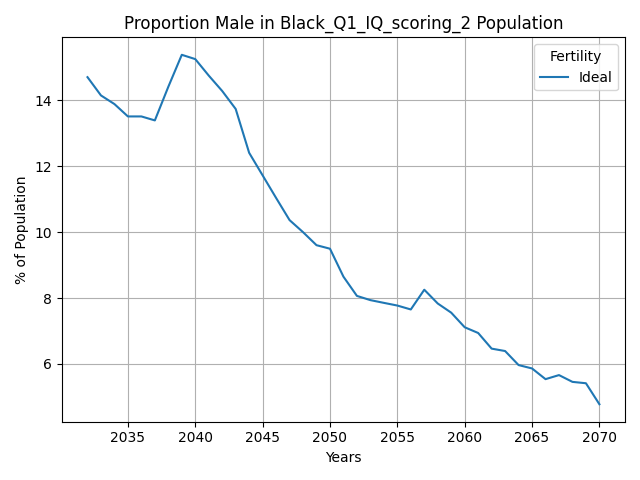 Proportion Male in Black_Q1_IQ_scoring_2 Population
Fertility
Ideal
% of Population
14
12
10
8
6
2035 2040 2045 2050 2055 2060 2065 2070
Years